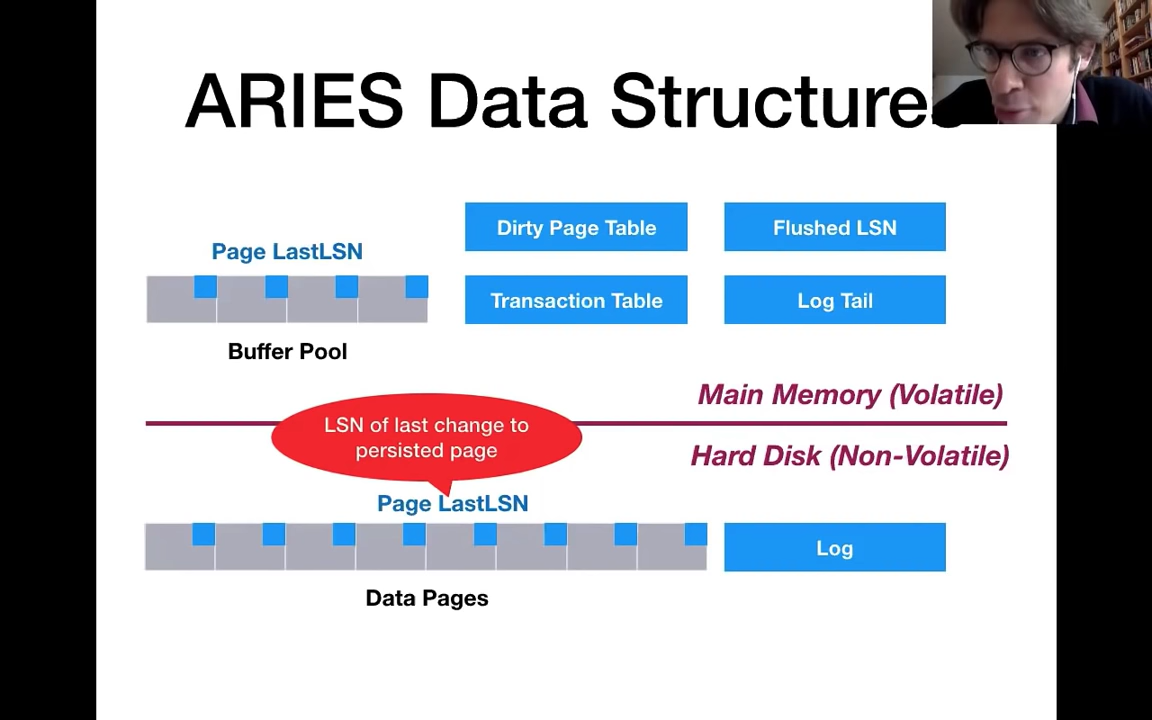 ARIES Data Structures
Dirty Page Table
Flushed LSN
Page LastLSN
Transaction Table
Log Tail
Buffer Pool
Main Memory (Volatile)
LSN of last change to
persisted page
Hard Disk (Non-Volatile)
Page LastLSN
Log
Data Pages